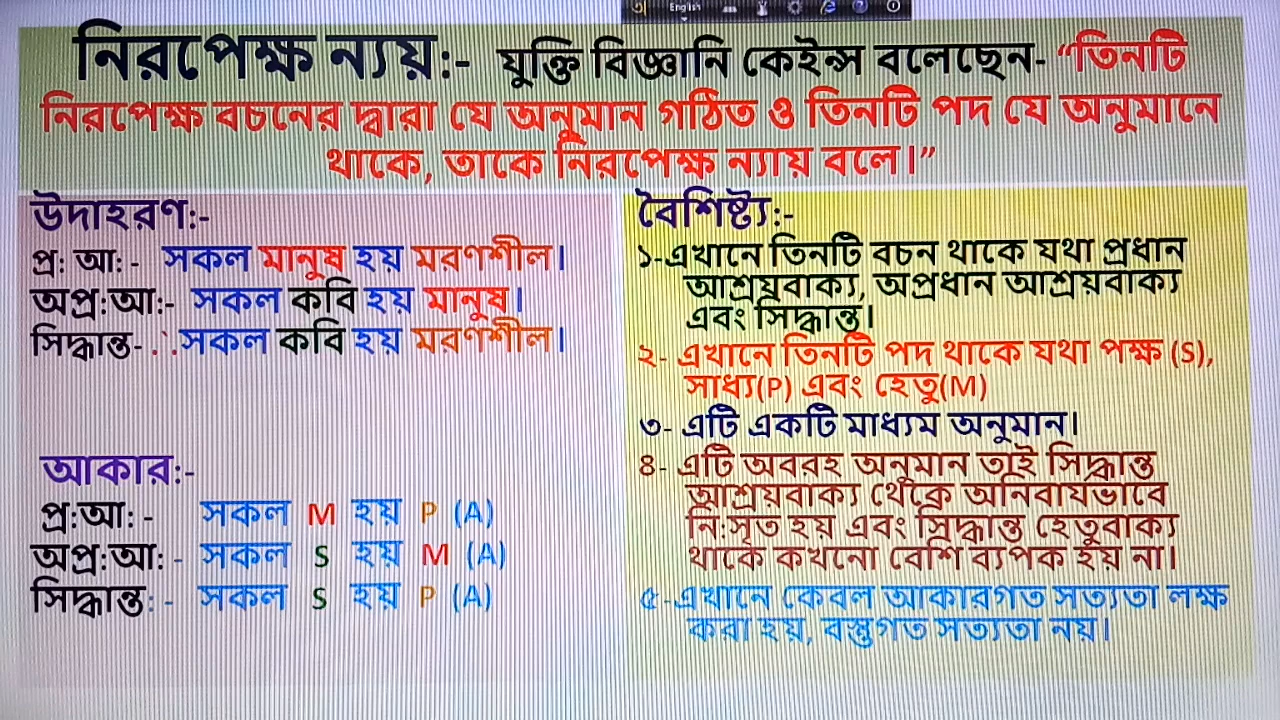 English
নিরপেক্ষ ন্যয়:- যুক্তি বিজ্ঞানি কেইন্স বলেছেন- “তিনটি
নিরপেক্ষ বচনের দ্বারা যে অনুমান গঠিত ও তিনটি পদ যে অনুমানে
থাকে, তাকে নিরপেক্ষ ন্যায় বলে।”
উদাহরণ:-
প্র: আ: - সকল মানুষ হয় মরণশীল।
অপ্র:আ:- সকল কবি হয় মানুষ।
সিদ্ধান্ত- ∴সকল কবি হয় মরণশীল।
আকার:-
প্র:আ: - সকল M হয় P (A)
অপ্র:আ: - সকল S হয় M (A)
সিদ্ধান্ত: - সকল S হয় P (A)
বৈশিষ্ট্য:-
১-এখানে তিনটি বচন থাকে যথা প্রধান
আশ্রয়বাক্য, অপ্রধান আশ্রয়বাক্য
এবং সিদ্ধান্ত।
২- এখানে তিনটি পদ থাকে যথা পক্ষ (S),
সাধ্য(P) এবং হেতু(M)
৩- এটি একটি মাধ্যম অনুমান।
৪- এটি অবরহ অনুমান তাই সিদ্ধান্ত
আশ্রয়বাক্য থেকে অনিবার্যভাবে
নি:সৃত হয় এবং সিদ্ধান্ত হেতুবাক্য
থাকে কখনো বেশি ব্যপক হয় না।
৫-এখানে কেবল আকারগত সত্যতা লক্ষ
করা হয়, বস্তুগত সত্যতা নয়।